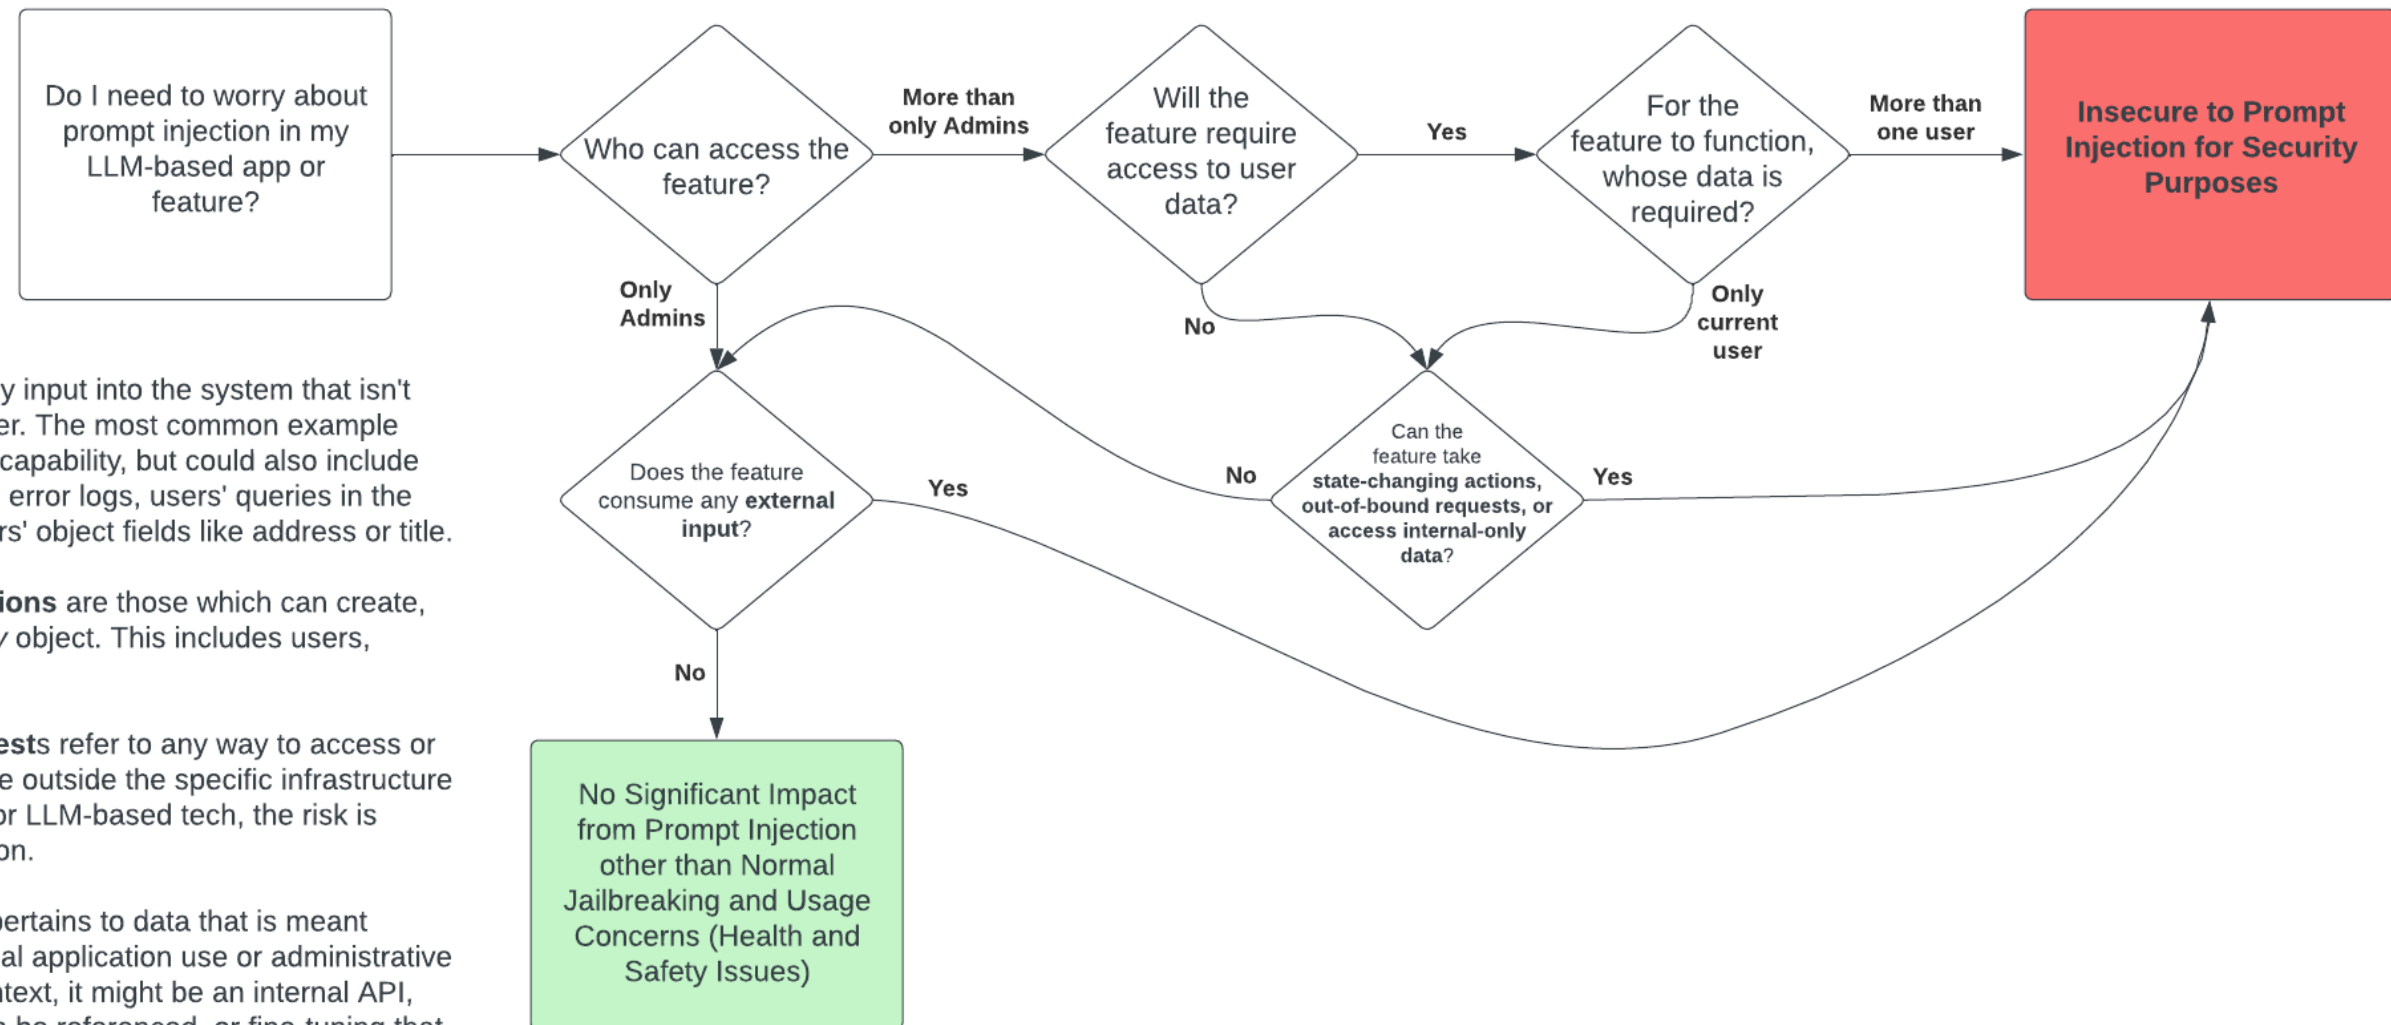 Do I need to worry about
prompt injection in my
LLM-based app or
feature?
Who can access the
feature?
More than
only Admins
Will the
feature require
access to user
data?
Yes
For the
feature to function,
whose data is
required?
More than
one user
Insecure to Prompt
Injection for Security
Purposes
Only
Admins
No
Only
current
user
y input into the system that isn't
er. The most common example
capability, but could also include
error logs, users' queries in the
rs' object fields like address or title.
ions are those which can create,
y object. This includes users,
ests refer to any way to access or
e outside the specific infrastructure
or LLM-based tech, the risk is
on.
pertains to data that is meant
al application use or administrative
ntext, it might be an internal API,
be referenced, or fine-tuning that
Does the feature
consume any external
input?
Yes
No
Can the
feature take
state-changing actions,
out-of-bound requests, or
access internal-only
data?
Yes
No
No Significant Impact
from Prompt Injection
other than Normal
Jailbreaking and Usage
Concerns (Health and
Safety Issues)